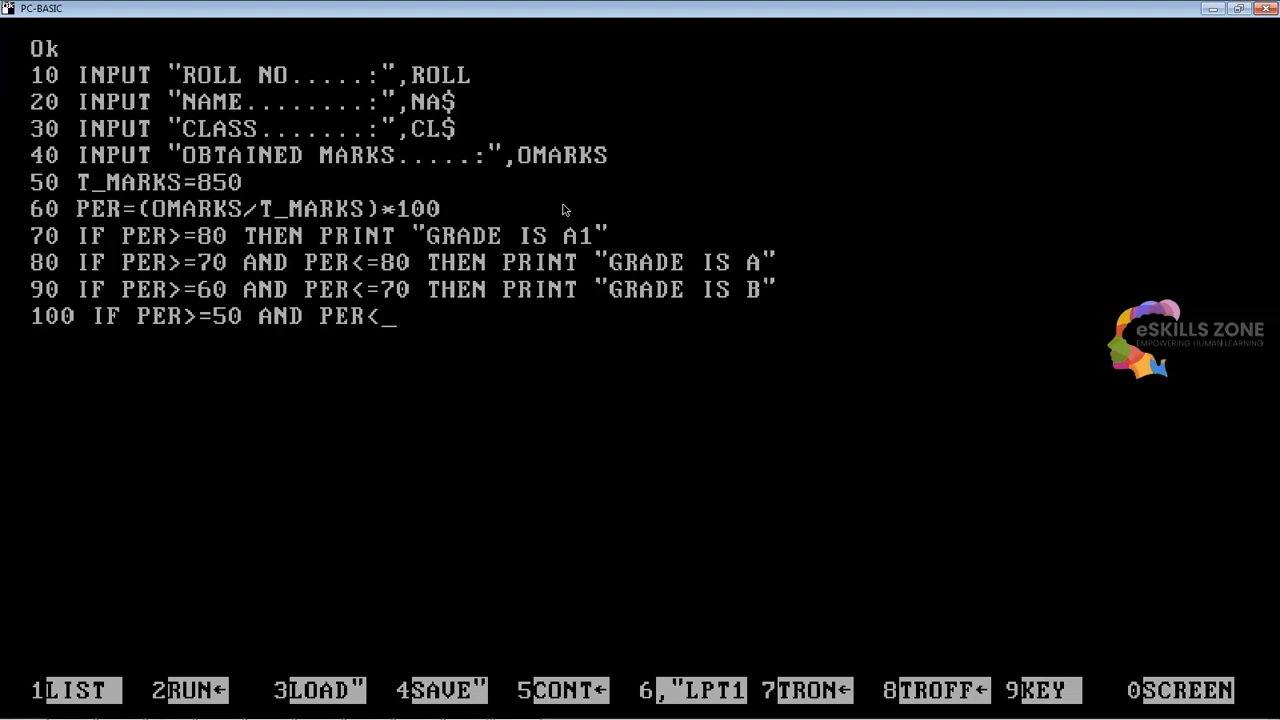 PC-BASIC
Ok
10 INPUT "ROLL NO.....:",ROLL
20 INPUT "NAME........:",NA$
30 INPUT "CLASS.......:",CL$
40 INPUT "OBTAINED MARKS.....:",OMARKS
50 T_MARKS=850
60 PER=(OMARKS/T_MARKS)*100
70 IF PER>=80 THEN PRINT "GRADE IS A1"
80 IF PER>=70 AND PER<=80 THEN PRINT "GRADE IS A"
90 IF PER>=60 AND PER<=70 THEN PRINT "GRADE IS B"
100 IF PER>=50 AND PER<_
eSKILLS ZONE
EMPOWERING HUMAN LEARNING
1LIST 2RUN← 3LOAD" 4SAVE" 5CONT← 6,"LPT1 7TRON← 8TROFF← 9KEY 0SCREEN